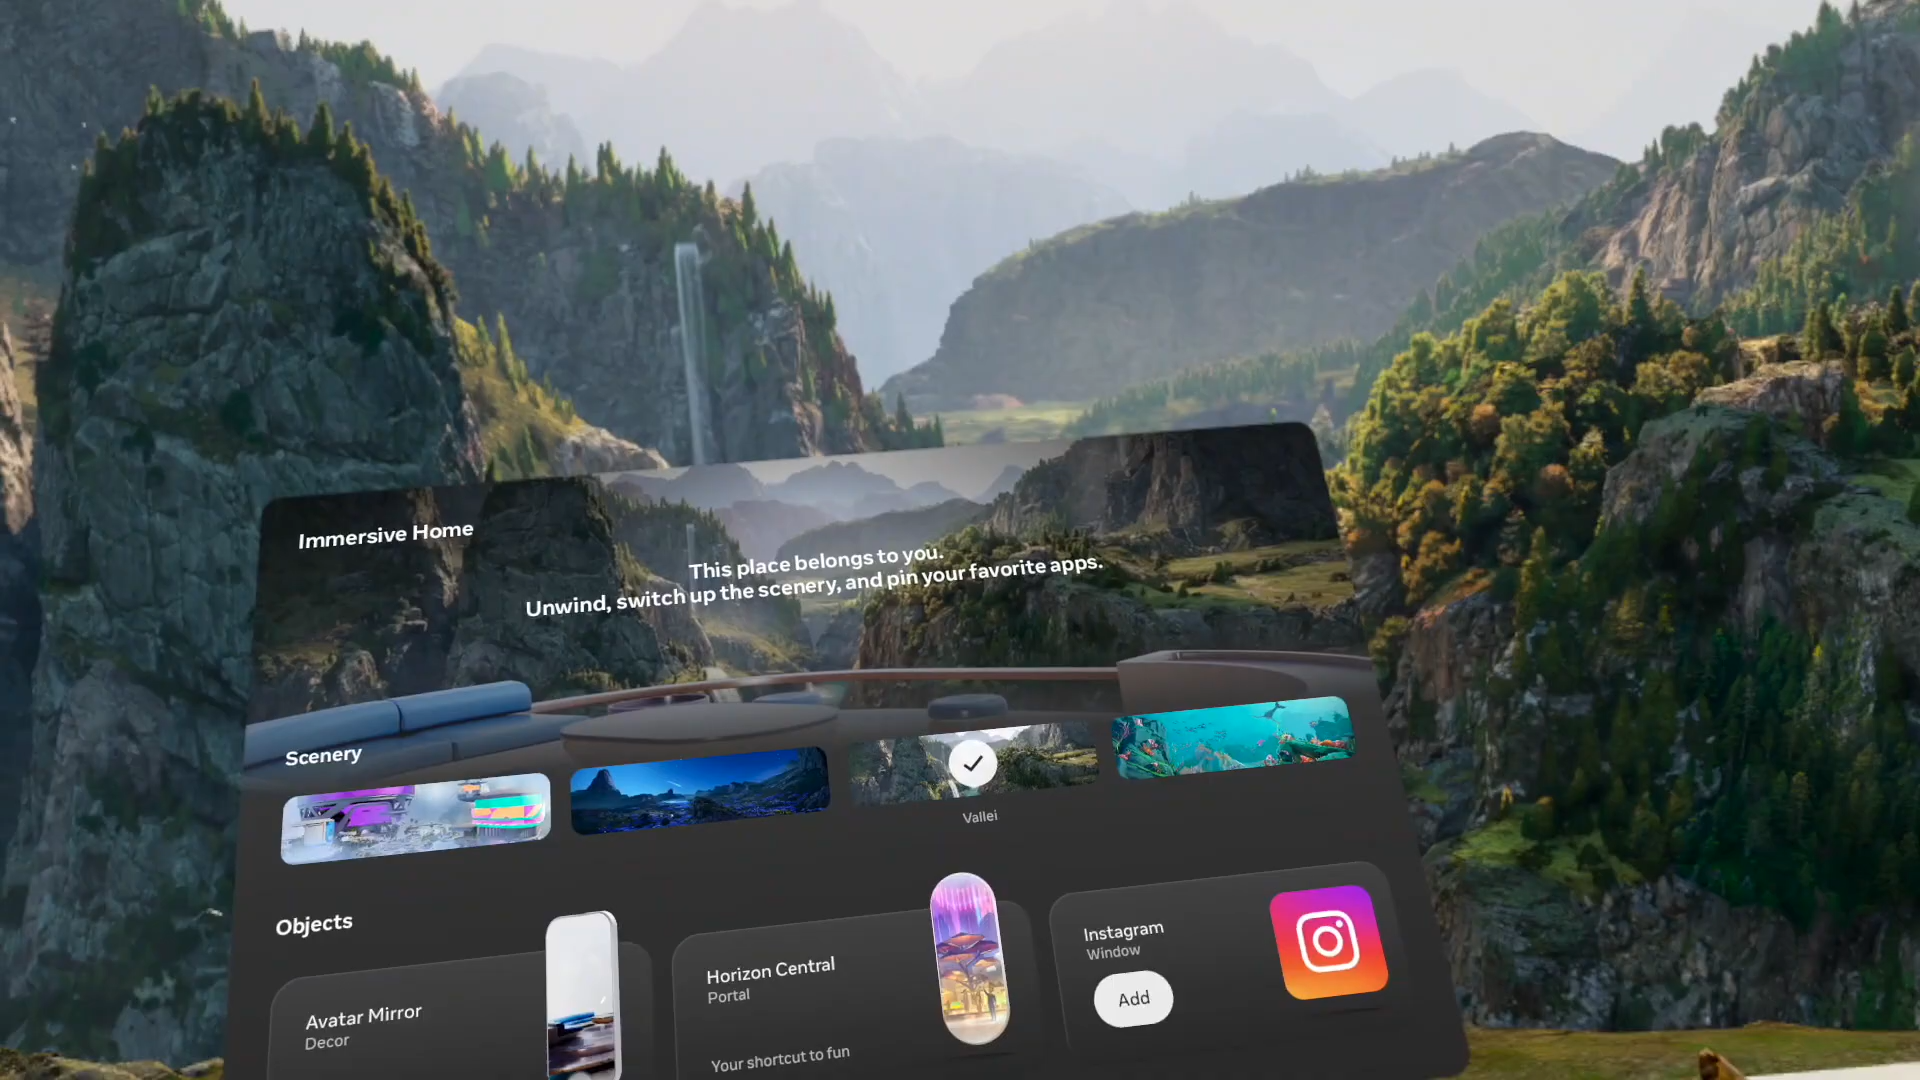 Immersive Home
This place belongs to you.
Unwind, switch up the scenery, and pin your favorite apps.
Scenery
Vallei
Objects
Avatar Mirror
Decor
Horizon Central
Portal
Your shortcut to fun
Instagram
Window
Add